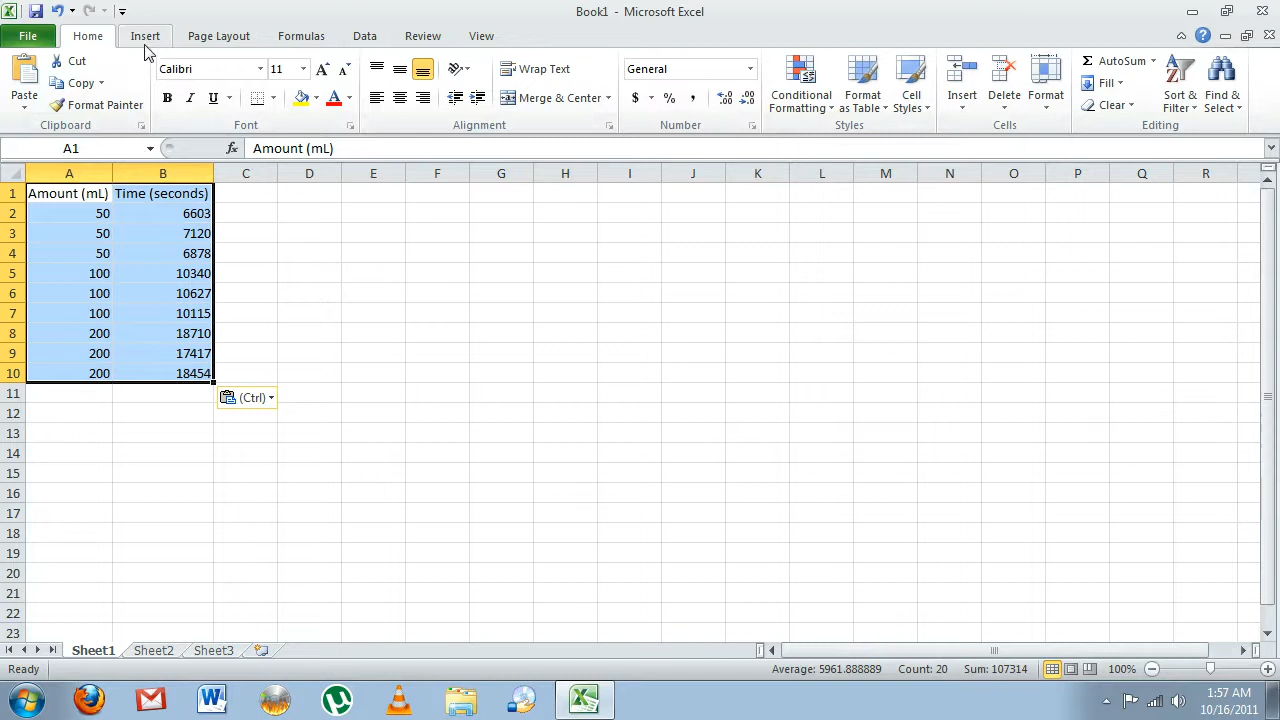 Book1 - Microsoft Excel
File Home Insert Page Layout Formulas Data Review View
Cut
Copy
Format Painter
Paste
Clipboard
Calibri 11
B I U
Font
Wrap Text
Merge & Center
Alignment
General
$ % ,
Number
Conditional Formatting
Format as Table
Cell Styles
Styles
Insert Delete Format
Cells
AutoSum
Fill
Clear
Sort & Filter
Find & Select
Editing
A1 fx Amount (mL)
A B C D E F G H I J K L M N O P Q R
1 Amount (mL) Time (seconds)
2 50 6603
3 50 7120
4 50 6878
5 100 10340
6 100 10627
7 100 10115
8 200 18710
9 200 17417
10 200 18454
11 (Ctrl)
12
13
14
15
16
17
18
19
20
21
22
23
Sheet1 Sheet2 Sheet3
Ready Average: 5961.888889 Count: 20 Sum: 107314 100%
1:57 AM
10/16/2011